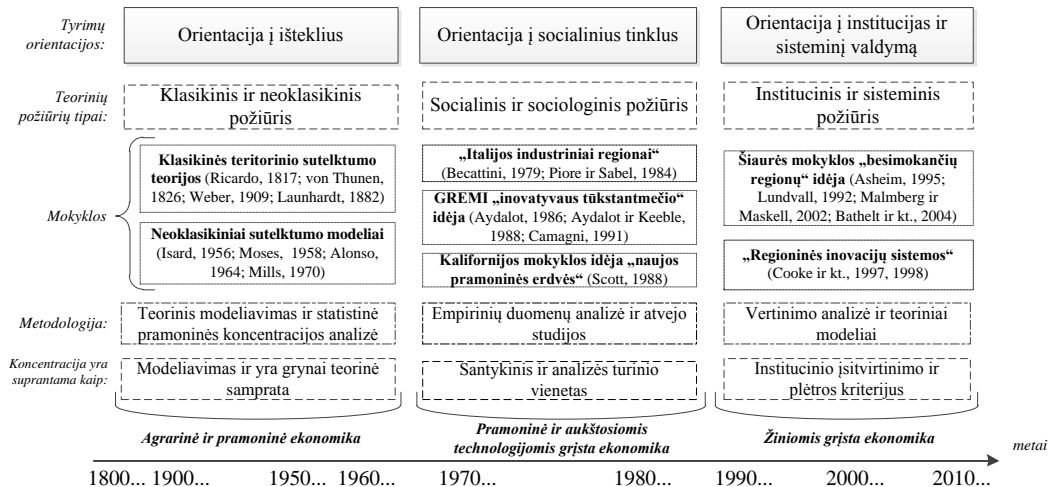 Tyrimų
orientacijos:
Orientacija į išteklius
Orientacija į socialinius tinklus
Orientacija į institucijas ir
sisteminį valdymą
Teorinių
požiūrių tipai:
Klasikinis ir neoklasikinis
požiūris
Socialinis ir sociologinis požiūris
Institucinis ir sisteminis
požiūris
Mokyklos
Klasikinės teritorinio sutelktumo
teorijos (Ricardo, 1817; von Thunen,
1826; Weber, 1909; Launhardt, 1882)
Neoklasikiniai sutelktumo modeliai
(Isard, 1956; Moses, 1958; Alonso,
1964; Mills, 1970)
„Italijos industriniai regionai“
(Becattini, 1979; Piore ir Sabel, 1984)
GREMI „inovatyvaus tūkstantmečio“
idėja (Aydalot, 1986; Aydalot ir Keeble,
1988; Camagni, 1991)
Kalifornijos mokyklos idėja „naujos
pramoninės erdvės“ (Scott, 1988)
Šiaurės mokyklos „besimokančių
regionų“ idėja (Asheim, 1995;
Lundvall, 1992; Malmberg ir
Maskell, 2002; Bathelt ir kt., 2004)
„Regioninės inovacijų sistemos“
(Cooke ir kt., 1997, 1998)
Metodologija:
Teorinis modeliavimas ir statistinė
pramoninės koncentracijos analizė
Empirinių duomenų analizė ir atvejo
studijos
Vertinimo analizė ir teoriniai
modeliai
Koncentracija yra
suprantama kaip:
Modeliavimas ir yra grynai teorinė
samprata
Santykinis ir analizės turinio
vienetas
Institucinio įsitvirtinimo ir
plėtros kriterijus
Agrarinė ir pramoninė ekonomika
Pramoninė ir aukštosiomis
technologijomis grįsta ekonomika
Žiniomis grįsta ekonomika
metai
1800... 1900... 1950... 1960... 1970... 1980... 1990... 2000... 2010...